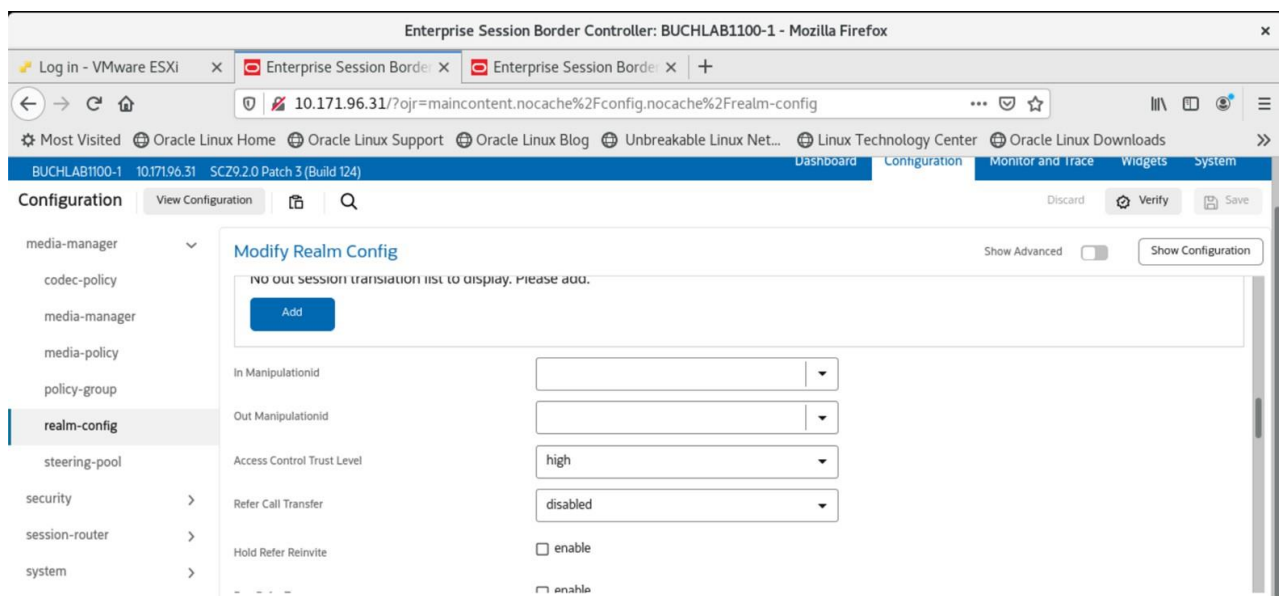 Enterprise Session Border Controller: BUCHLAB1100-1 - Mozilla Firefox
Log in - VMware ESXi
Enterprise Session Border
Enterprise Session Border
10.171.96.31/?ojr=maincontent.nocache%2Fconfig.nocache%2Frealm-config
Most Visited Oracle Linux Home Oracle Linux Support Oracle Linux Blog Unbreakable Linux Net... Linux Technology Center Oracle Linux Downloads
BUCHLAB1100-1 10.171.96.31 SCZ9.2.0 Patch 3 (Build 124) Dashboard Configuration Monitor and Trace Widgets System
Configuration View Configuration Discard Verify Save
media-manager
codec-policy
media-manager
media-policy
policy-group
realm-config
steering-pool
security
session-router
system
Modify Realm Config Show Advanced Show Configuration
No out session translation list to display. Please add.
Add
In Manipulationid
Out Manipulationid
Access Control Trust Level high
Refer Call Transfer disabled
Hold Refer Reinvite enable
enable